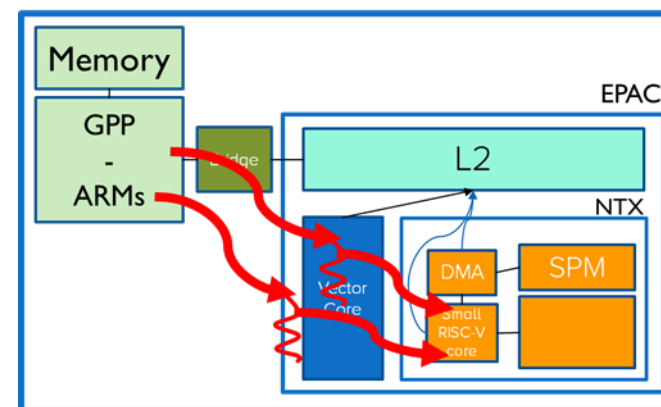 Memory
GPP
-
ARMs
Bridge
EPAC
L2
NTX
Vector
Core
DMA
SPM
Small
RISC-V
core